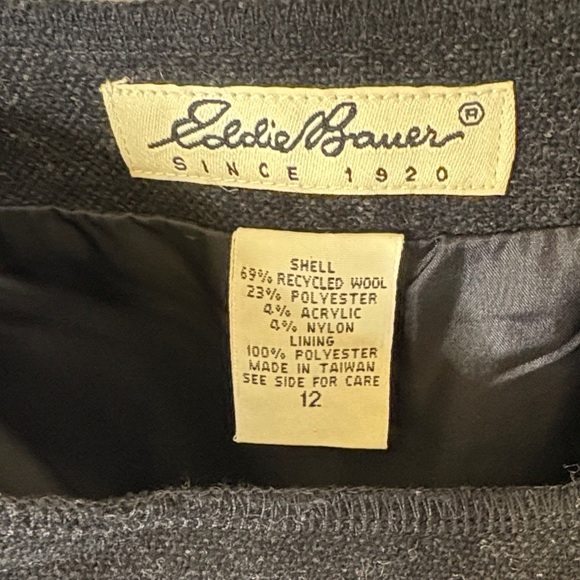 Eddie Bauer®
SINCE 1920
SHELL
69% RECYCLED WOOL
23% POLYESTER
4% ACRYLIC
4% NYLON
LINING
100% POLYESTER
MADE IN TAIWAN
SEE SIDE FOR CARE
12